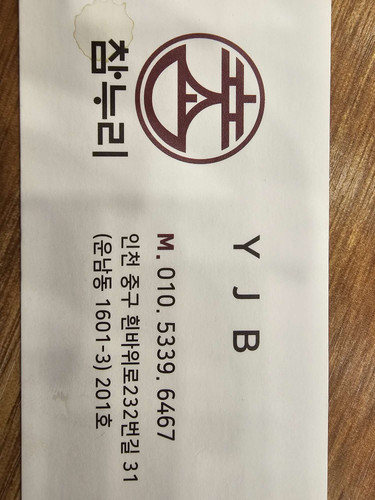 참누리
Y J B
M. 010. 5339. 6467
인천 중구 흰바위로232번길 31
(운남동 1601-3) 201호